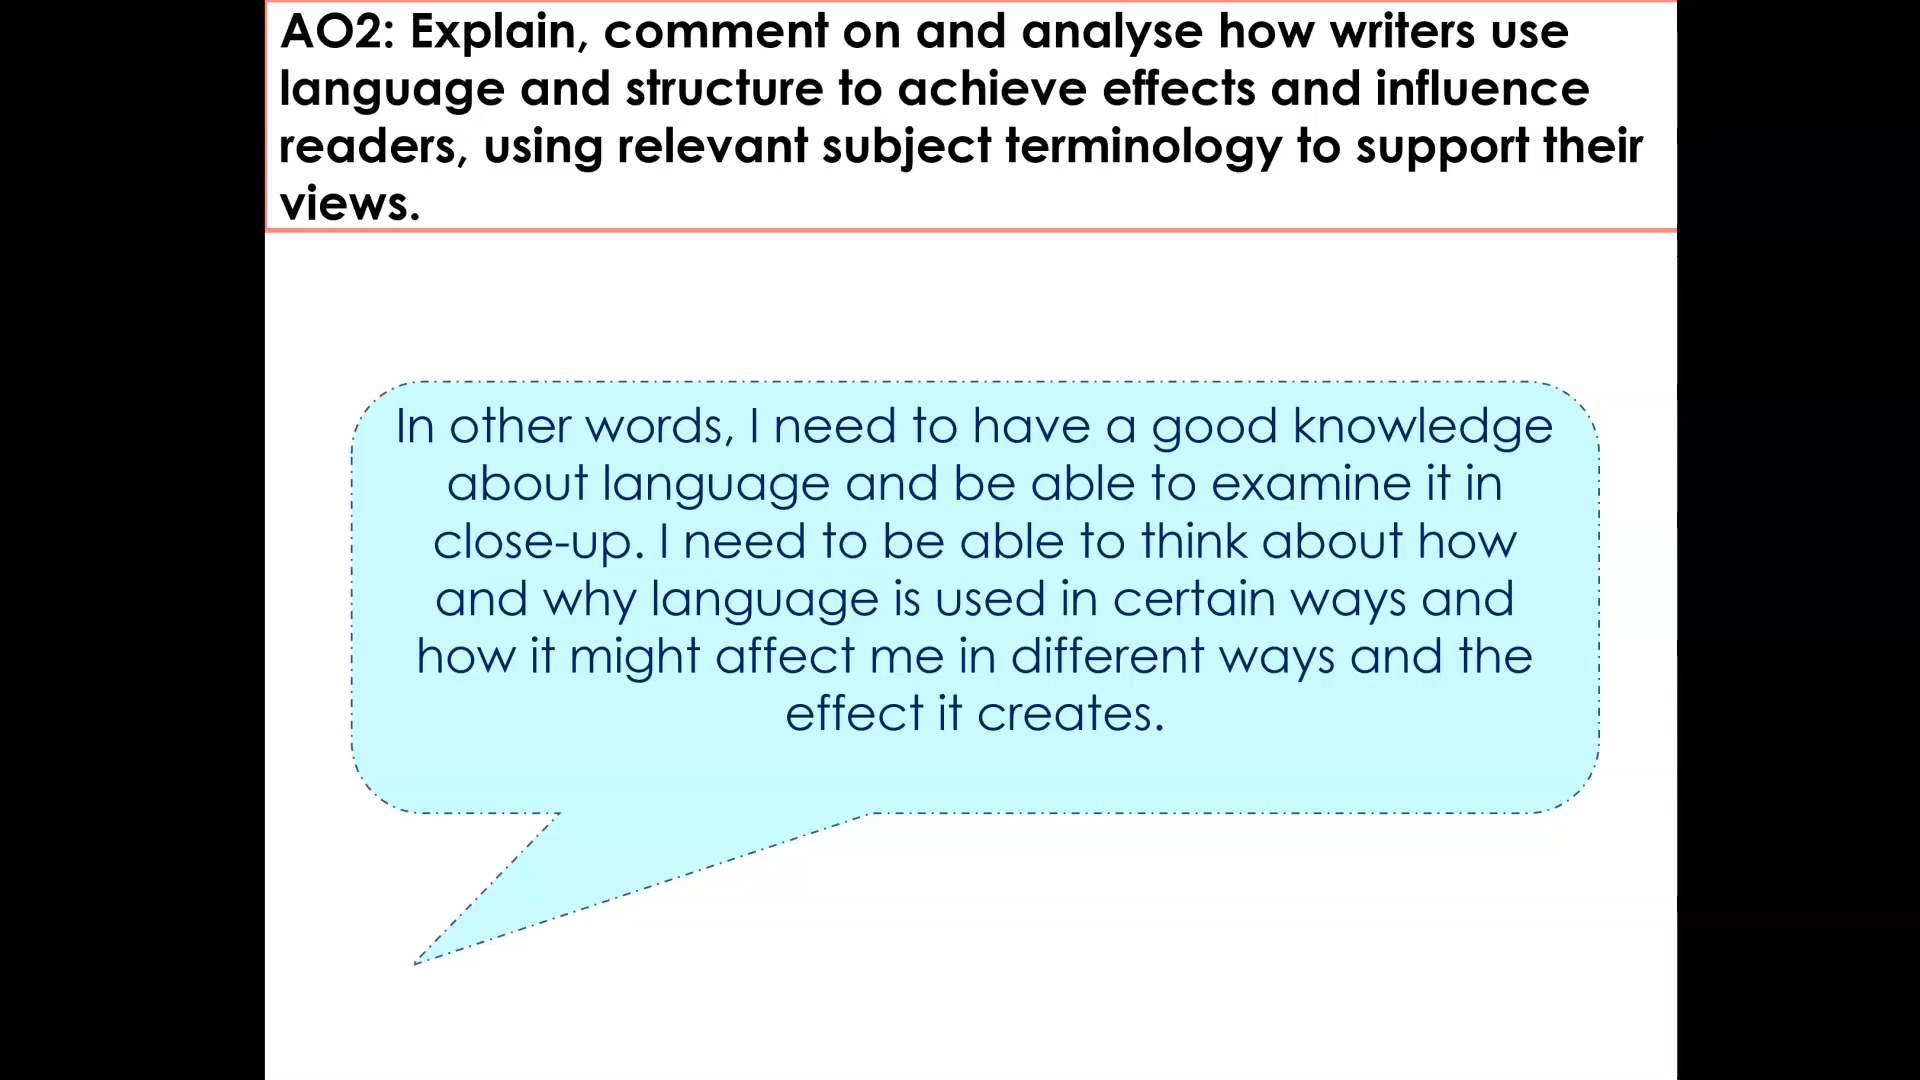 AO2: Explain, comment on and analyse how writers use
language and structure to achieve effects and influence
readers, using relevant subject terminology to support their
views.
In other words, I need to have a good knowledge
about language and be able to examine it in
close-up. I need to be able to think about how
and why language is used in certain ways and
how it might affect me in different ways and the
effect it creates.